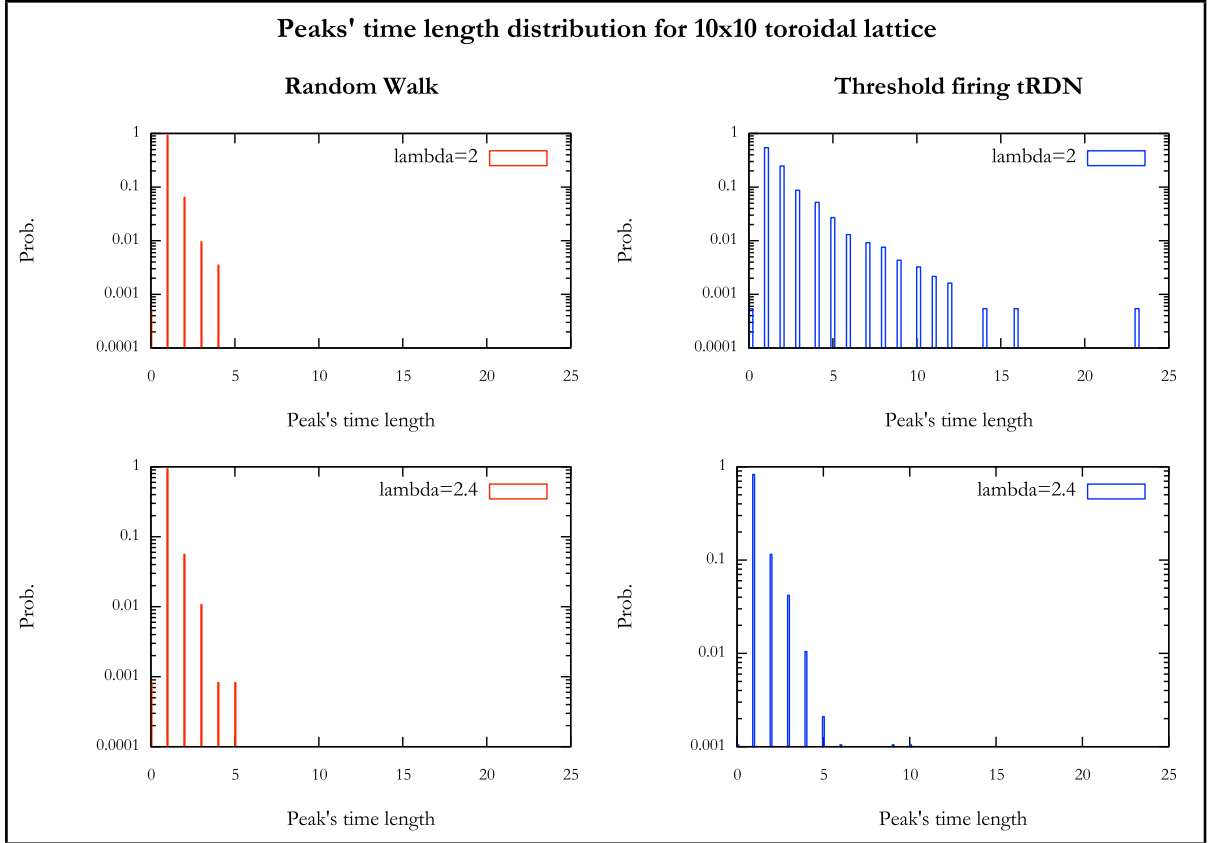 Peaks' time length distribution for 10x10 toroidal lattice
Random Walk
1
0.1
0.01
0.001
0.0001
Prob.
lambda=2
0 5 10 15 20 25
Peak's time length
Threshold firing tRDN
1
0.1
0.01
0.001
0.0001
Prob.
lambda=2
0 5 10 15 20 25
Peak's time length
1
0.1
0.01
0.001
0.0001
Prob.
lambda=2.4
0 5 10 15 20 25
Peak's time length
1
0.1
0.01
0.001
Prob.
lambda=2.4
0 5 10 15 20 25
Peak's time length